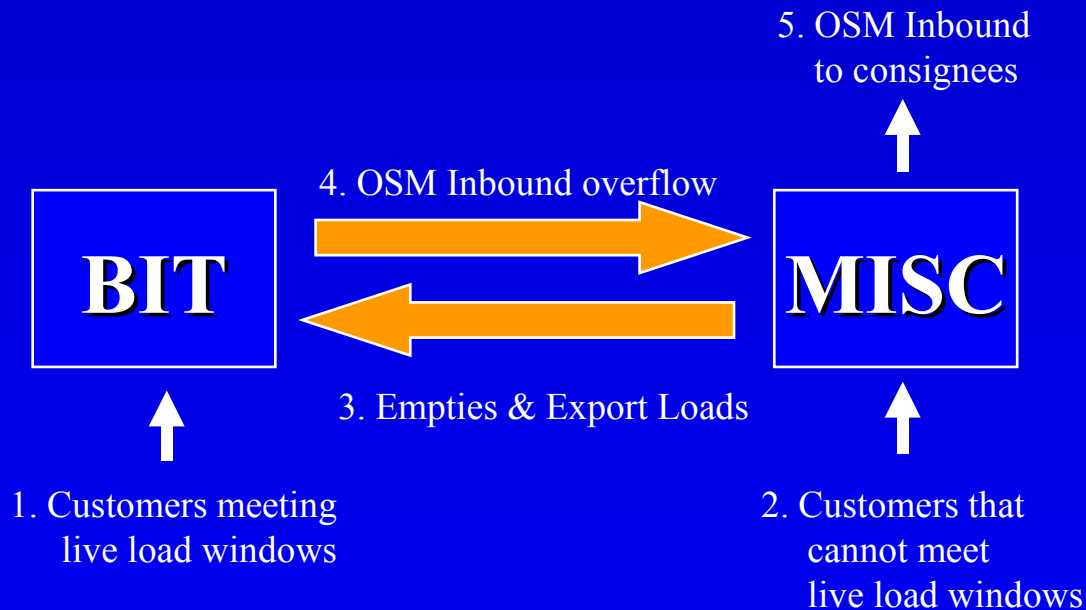 5. OSM Inbound
to consignees
4. OSM Inbound overflow
BIT
MISC
3. Empties & Export Loads
1. Customers meeting
live load windows
2. Customers that
cannot meet
live load windows